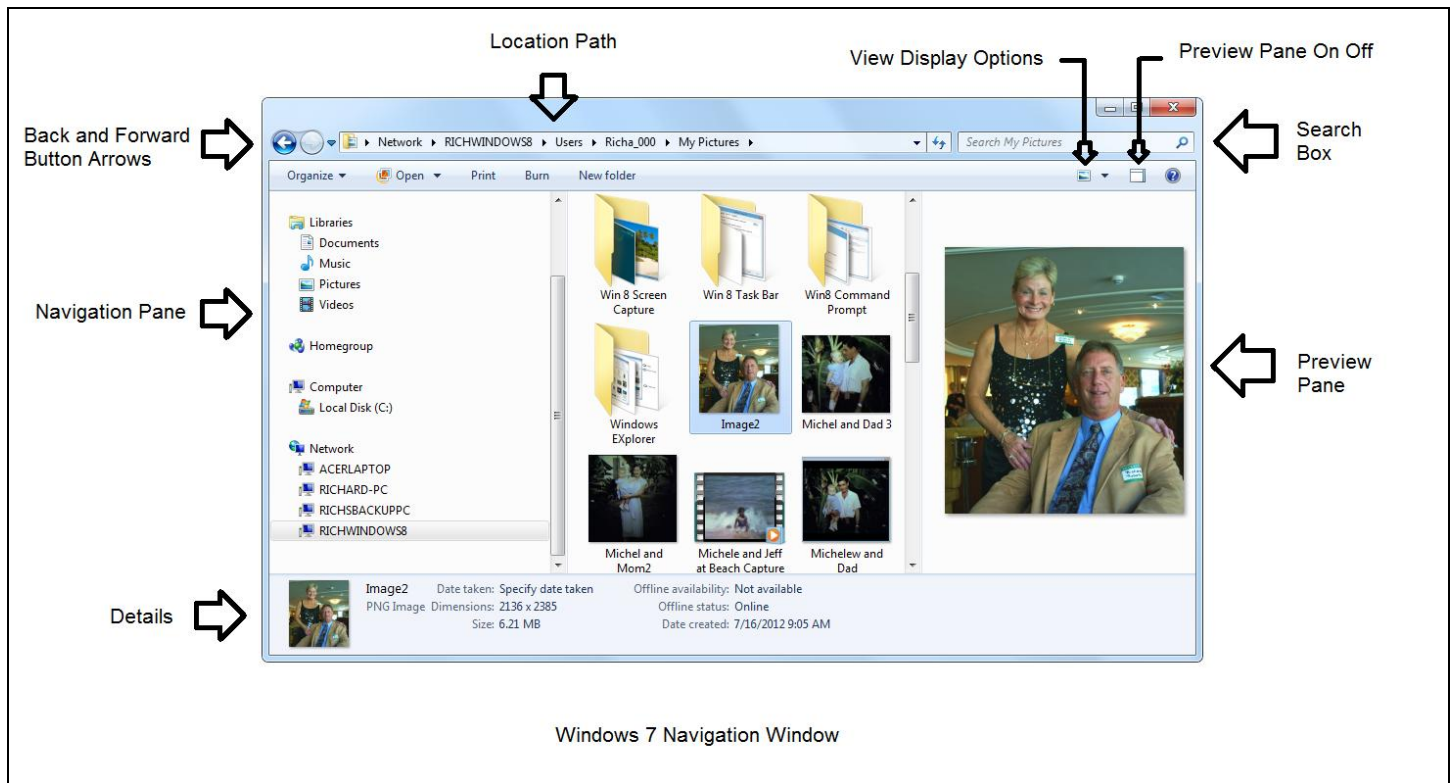 Location Path
View Display Options
Preview Pane On Off
Back and Forward
Button Arrows
Network RICHWINDOWS8 Users Richa_000 My Pictures
Search My Pictures
Search
Box
Organize Open Print Burn New folder
Navigation Pane
Libraries
Documents
Music
Pictures
Videos
Homegroup
Computer
Local Disk (C:)
Network
ACERLAPTOP
RICHARD-PC
RICHSBACKUPPC
RICHWINDOWS8
Win 8 Screen
Capture
Win 8 Task Bar
Win8 Command
Prompt
Windows
EXplorer
Image2
Michel and Dad 3
Michel and
Mom2
Michele and Jeff
at Beach Capture
Michelew and
Dad
Preview
Pane
Details
Image2 Date taken: Specify date taken Offline availability: Not available
PNG Image Dimensions: 2136 x 2385 Offline status: Online
Size: 6.21 MB Date created: 7/16/2012 9:05 AM
Windows 7 Navigation Window